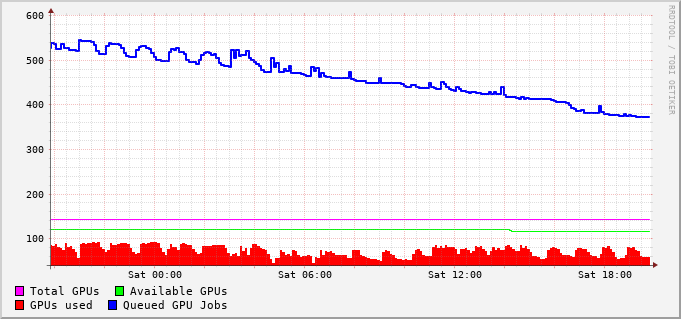 600
500
400
300
200
100
Sat 00:00 Sat 06:00 Sat 12:00 Sat 18:00
Total GPUs Available GPUs
GPUs used Queued GPU Jobs
RRDTOOL / TOBI OETIKER